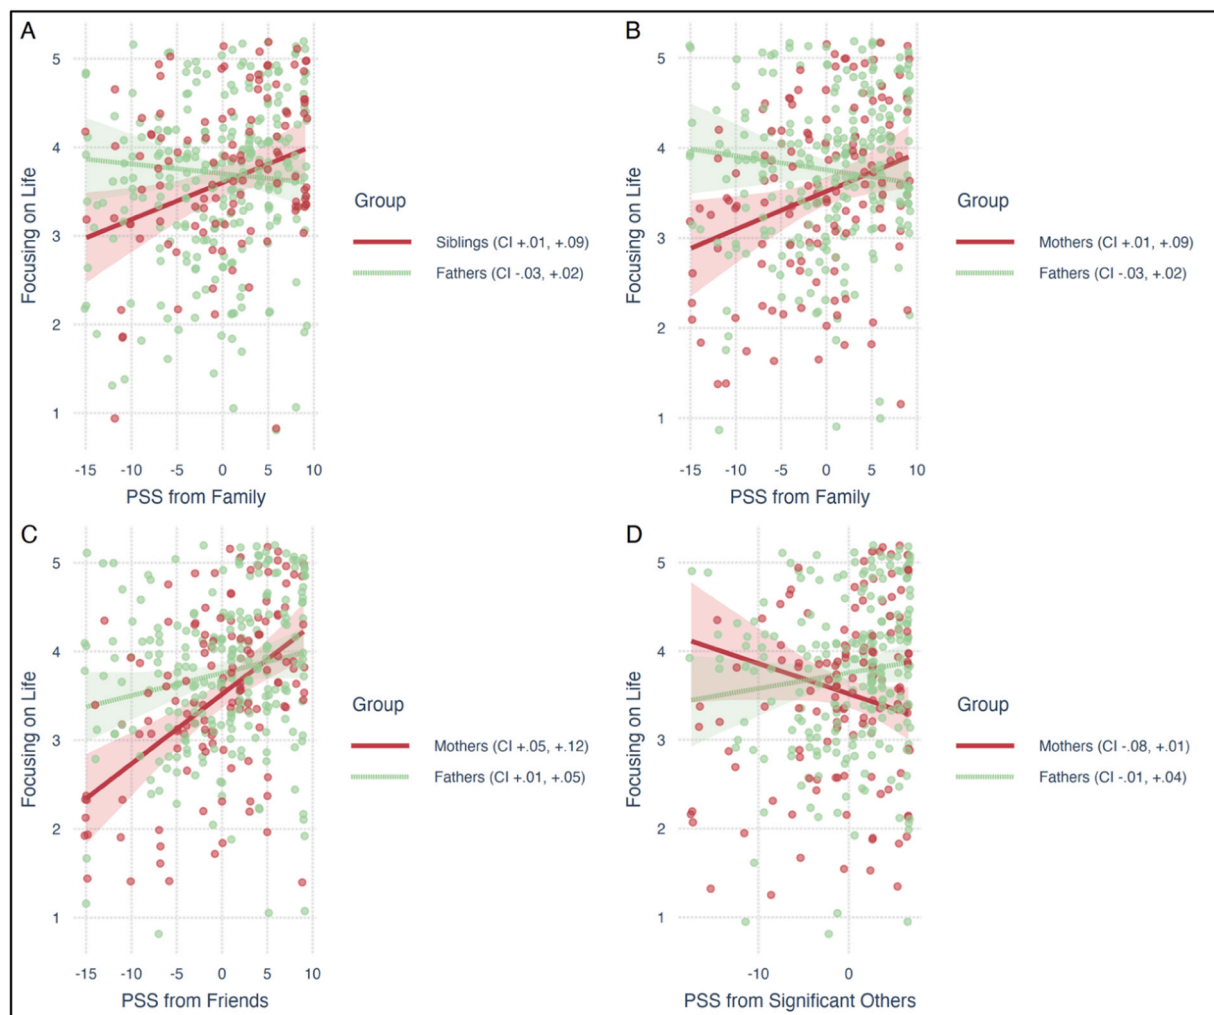 A
Focusing on Life
5
4
3
2
1
-15 -10 -5 0 5 10
PSS from Family
Group
Siblings (CI +.01, +.09)
Fathers (CI -.03, +.02)
B
Focusing on Life
5
4
3
2
1
-15 -10 -5 0 5 10
PSS from Family
Group
Mothers (CI +.01, +.09)
Fathers (CI -.03, +.02)
C
Focusing on Life
5
4
3
2
1
-15 -10 -5 0 5 10
PSS from Friends
Group
Mothers (CI +.05, +.12)
Fathers (CI +.01, +.05)
D
Focusing on Life
5
4
3
2
1
-10 0
PSS from Significant Others
Group
Mothers (CI -.08, +.01)
Fathers (CI -.01, +.04)